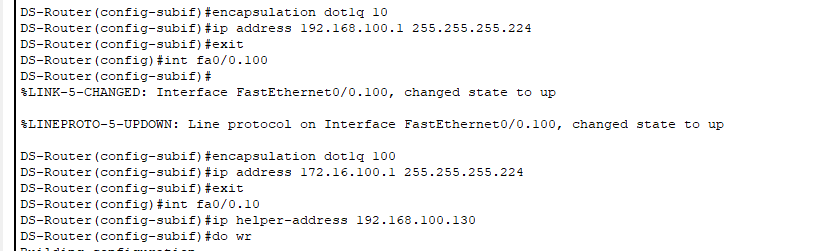 DS-Router(config-subif)#encapsulation dot1q 10
DS-Router(config-subif)#ip address 192.168.100.1 255.255.255.224
DS-Router(config-subif)#exit
DS-Router(config)#int fa0/0.100
DS-Router(config-subif)#
%LINK-5-CHANGED: Interface FastEthernet0/0.100, changed state to up
%LINEPROTO-5-UPDOWN: Line protocol on Interface FastEthernet0/0.100, changed state to up
DS-Router(config-subif)#encapsulation dot1q 100
DS-Router(config-subif)#ip address 172.16.100.1 255.255.255.224
DS-Router(config-subif)#exit
DS-Router(config)#int fa0/0.10
DS-Router(config-subif)#ip helper-address 192.168.100.130
DS-Router(config-subif)#do wr
Building configuration